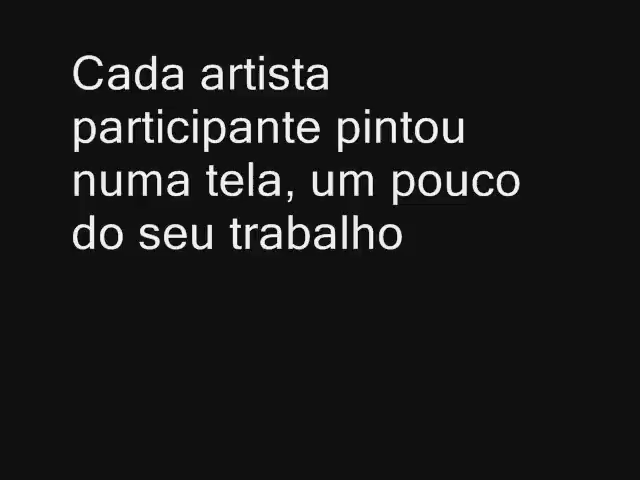 Cada artista
participante pintou
numa tela, um pouco
do seu trabalho